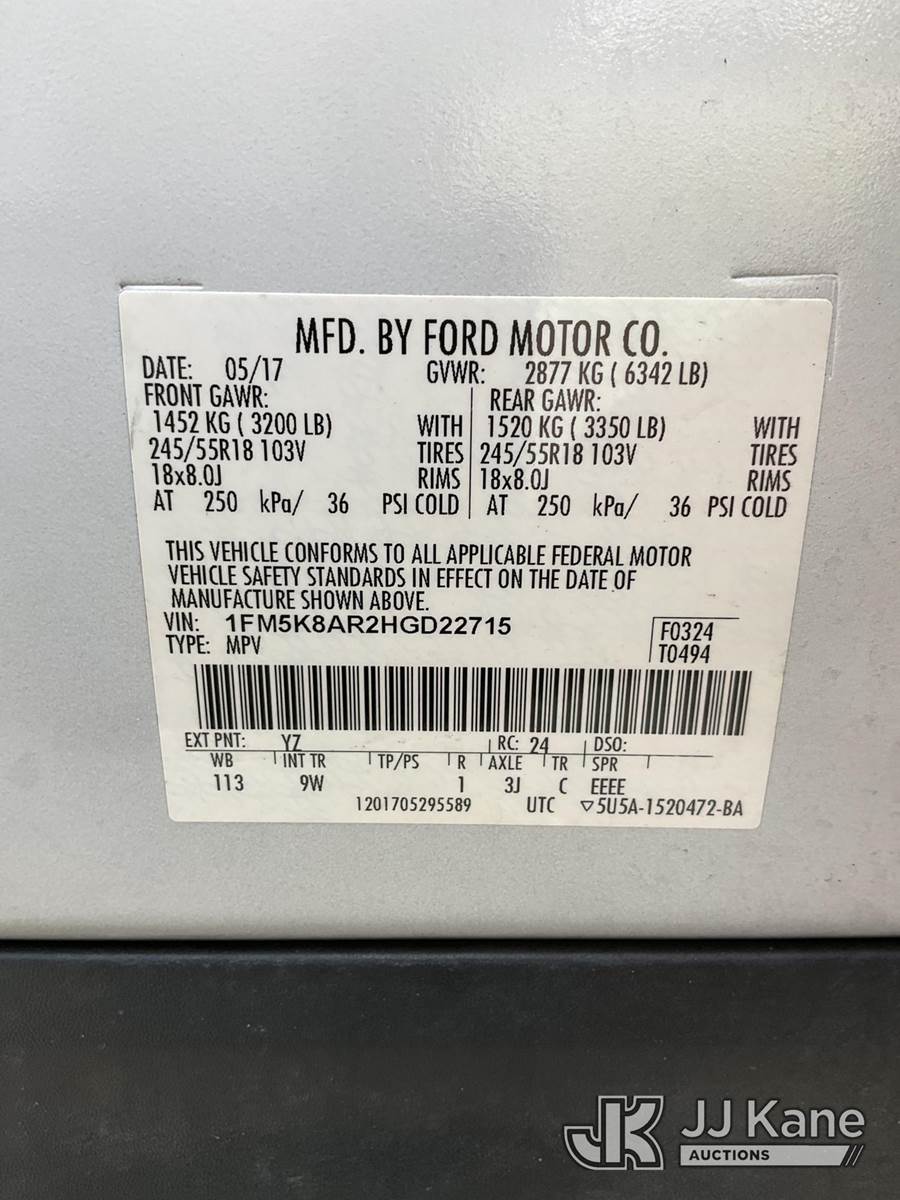 MFD. BY FORD MOTOR CO.
DATE: 05/17 GVWR: 2877 KG ( 6342 LB)
FRONT GAWR: REAR GAWR:
1452 KG ( 3200 LB) WITH 1520 KG ( 3350 LB) WITH
245/55R18 103V TIRES 245/55R18 103V TIRES
18x8.0J RIMS 18x8.0J RIMS
AT 250 kPa/ 36 PSI COLD AT 250 kPa/ 36 PSI COLD
THIS VEHICLE CONFORMS TO ALL APPLICABLE FEDERAL MOTOR
VEHICLE SAFETY STANDARDS IN EFFECT ON THE DATE OF
MANUFACTURE SHOWN ABOVE.
VIN: 1FM5K8AR2HGD22715 F0324
TYPE: MPV T0494
EXT PNT: YZ RC: 24 DSO:
WB INT TR TP/PS R AXLE TR SPR
113 9W 1 3J C EEEE
1201705295589 UTC ▽5U5A-1520472-BA
JK JJ Kane
AUCTIONS